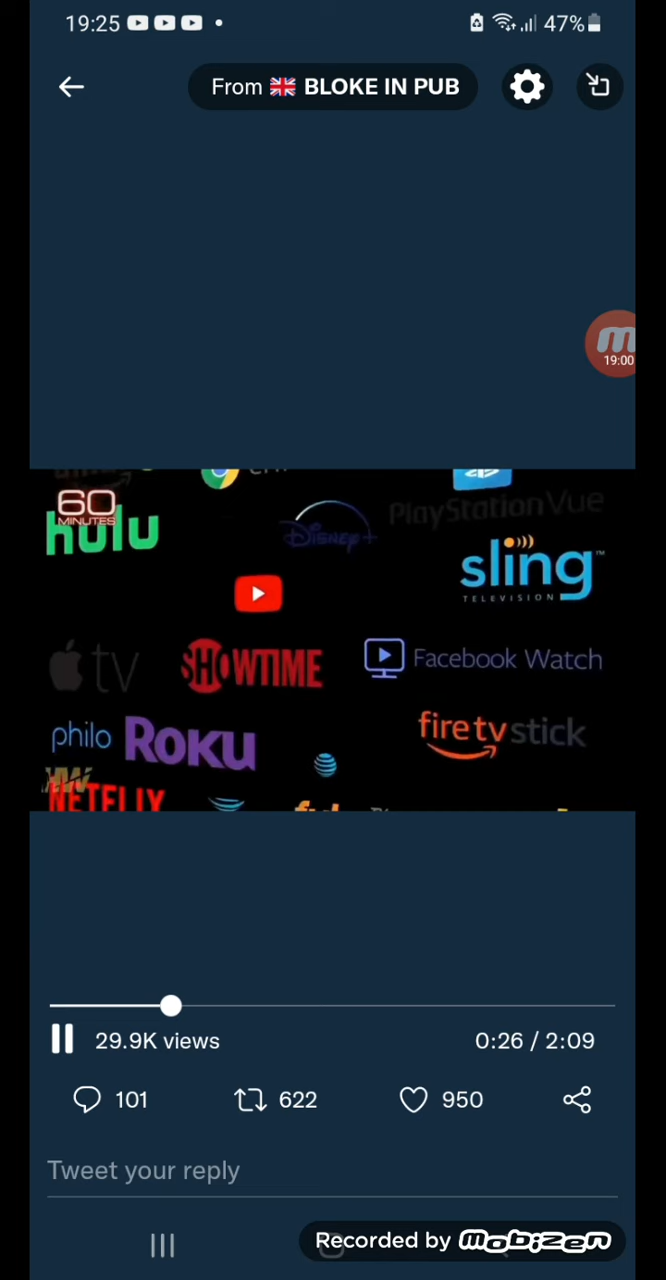 19:25
47%
From 🇬🇧 BLOKE IN PUB
19:00
60
MINUTES
hulu
Disney+
PlayStation Vue
sling
TELEVISION
tv
SHOWTIME
Facebook Watch
philo
ROKU
firetvstick
NETFLIX
29.9K views
0:26 / 2:09
101
622
950
Tweet your reply
Recorded by mobizen